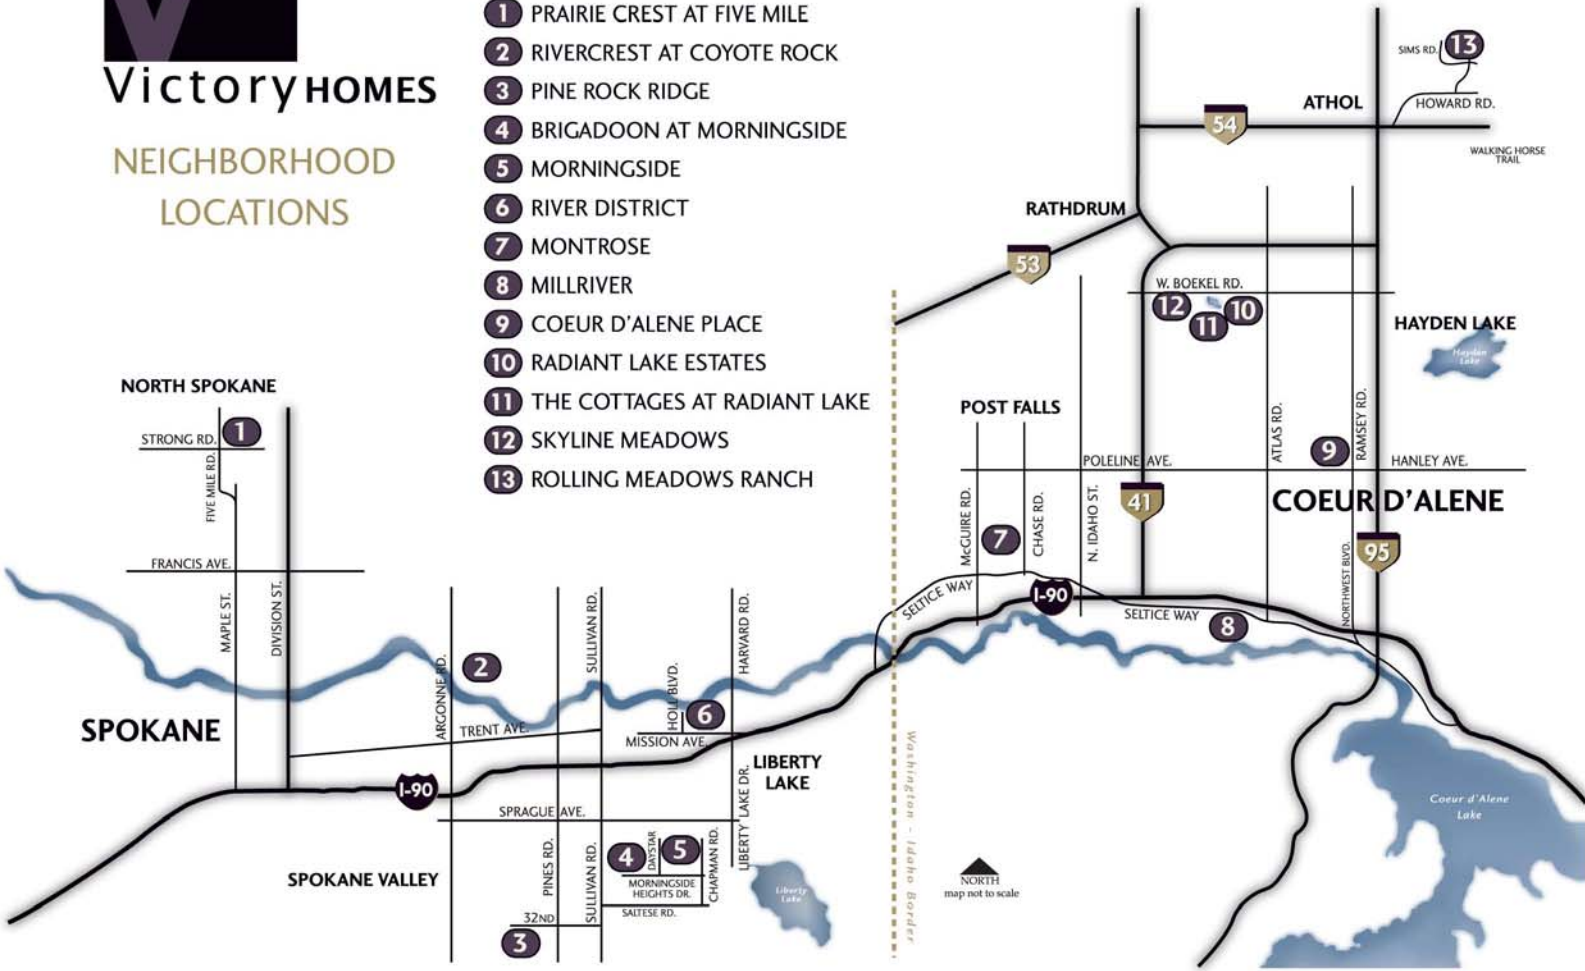 Victory HOMES
NEIGHBORHOOD
LOCATIONS
1 PRAIRIE CREST AT FIVE MILE
2 RIVERCREST AT COYOTE ROCK
3 PINE ROCK RIDGE
4 BRIGADOON AT MORNINGSIDE
5 MORNINGSIDE
6 RIVER DISTRICT
7 MONTROSE
8 MILLRIVER
9 COEUR D'ALENE PLACE
10 RADIANT LAKE ESTATES
11 THE COTTAGES AT RADIANT LAKE
12 SKYLINE MEADOWS
13 ROLLING MEADOWS RANCH
NORTH SPOKANE
STRONG RD.
1
FIVE MILE RD.
FRANCIS AVE.
MAPLE ST.
DIVISION ST.
SPOKANE
I-90
ARGONNE RD.
2
TRENT AVE.
SULLIVAN RD.
HOLL BLVD.
6
MISSION AVE.
HARVARD RD.
LIBERTY
LAKE
SPRAGUE AVE.
LIBERTY LAKE DR.
SPOKANE VALLEY
PINES RD.
SULLIVAN RD.
4
DAYSTAR
5
CHAPMAN RD.
MORNINGSIDE
HEIGHTS DR.
SALTESE RD.
32ND
3
Liberty
Lake
Washington - Idaho Border
NORTH
map not to scale
SIMS RD.
13
ATHOL
HOWARD RD.
54
WALKING HORSE
TRAIL
RATHDRUM
53
W. BOEKEL RD.
12
11
10
HAYDEN LAKE
Hayden
Lake
POST FALLS
ATLAS RD.
RAMSEY RD.
9
POLELINE AVE.
HANLEY AVE.
COEUR D'ALENE
McGUIRE RD.
7
CHASE RD.
N. IDAHO ST.
41
95
NORTHWEST BLVD.
SELTICE WAY
I-90
SELTICE WAY
8
Coeur d'Alene
Lake